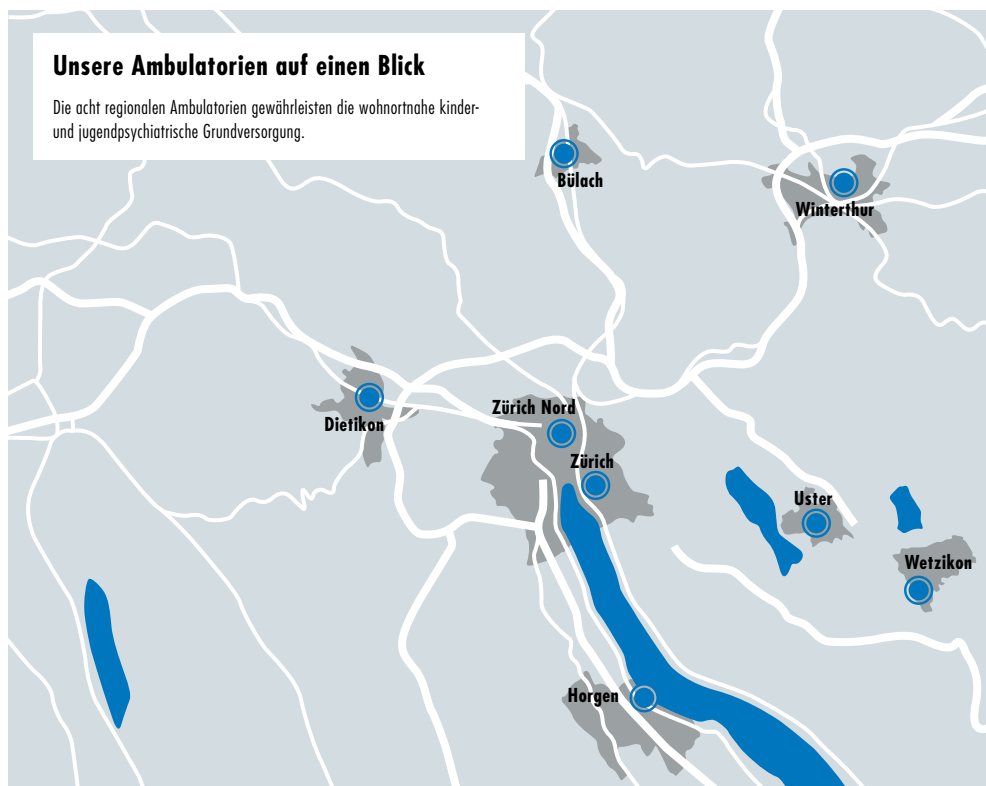 Unsere Ambulatorien auf einen Blick
Die acht regionalen Ambulatorien gewährleisten die wohnortnahe kinder-
und jugendpsychiatrische Grundversorgung.
Bülach
Winterthur
Zürich Nord
Dietikon
Zürich
Uster
Wetzikon
Horgen